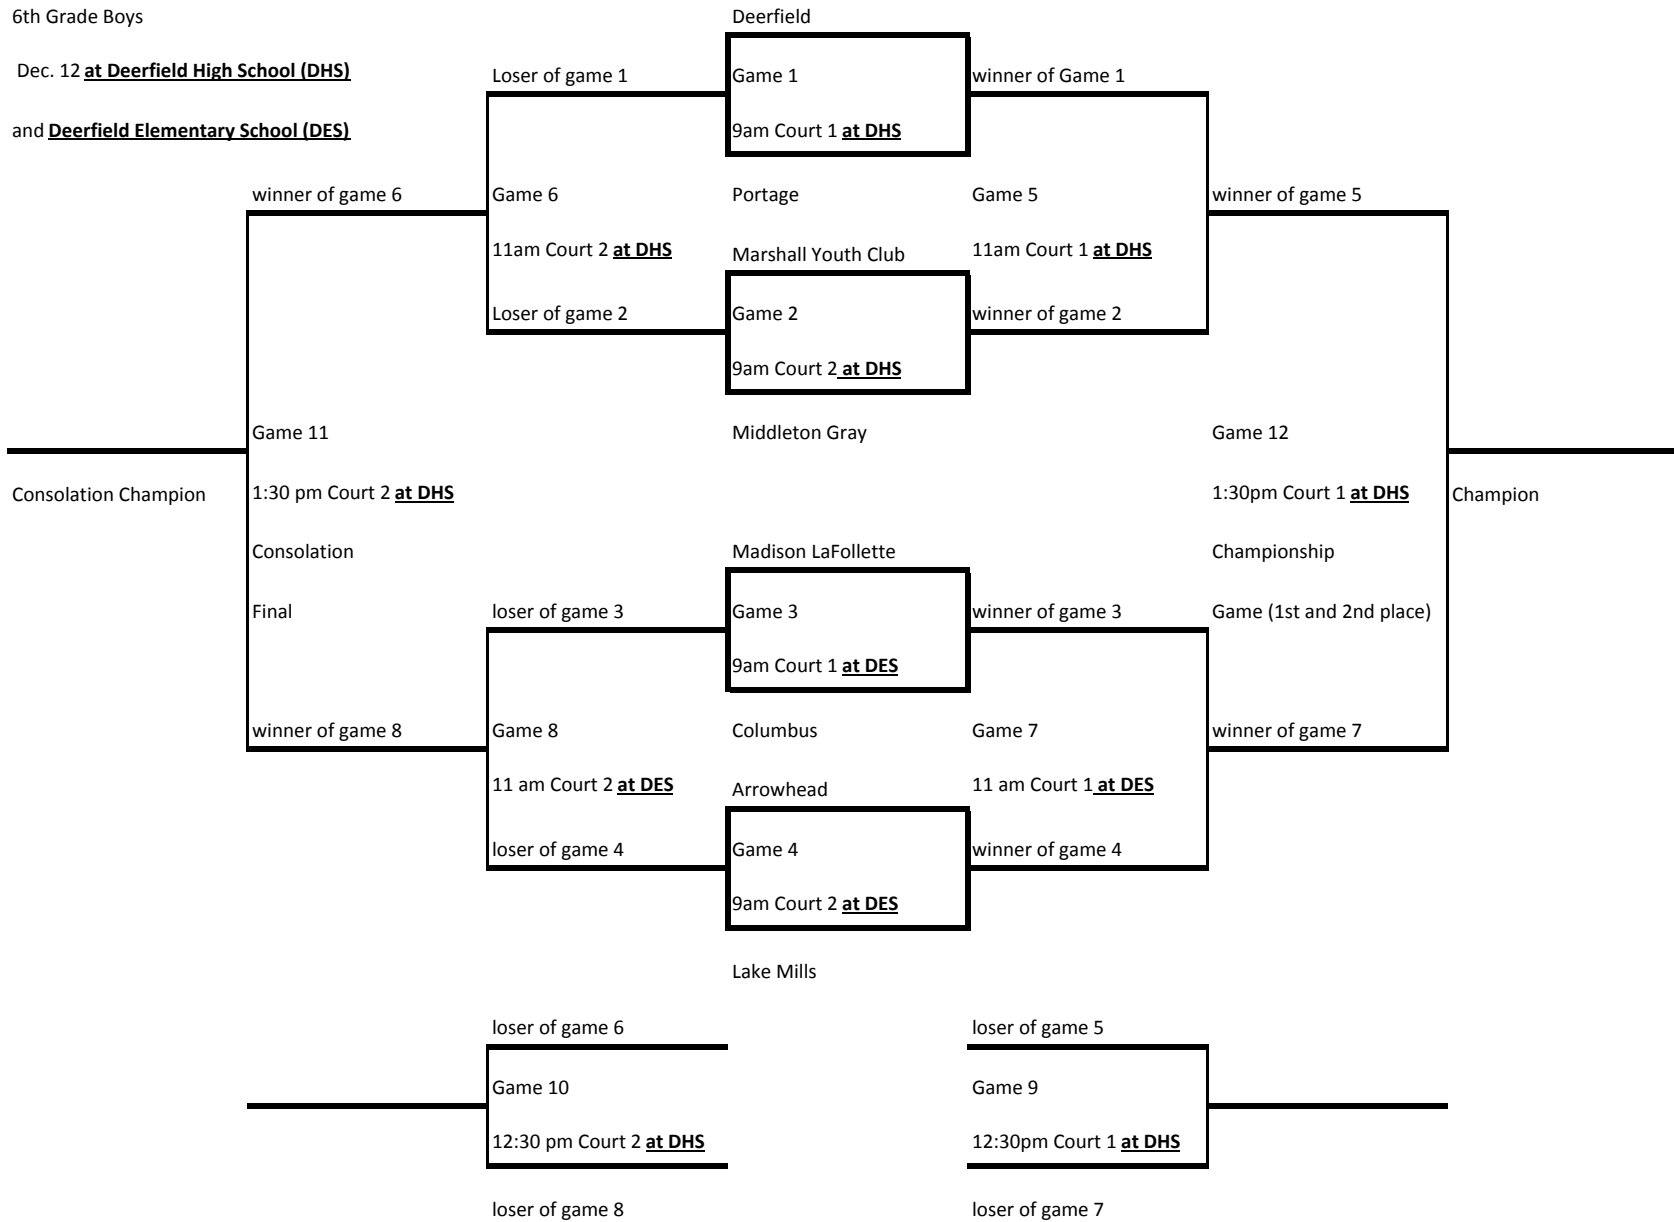 6th Grade Boys
Deerfield
Dec. 12 at Deerfield High School (DHS)
Loser of game 1
Game 1
winner of Game 1
and Deerfield Elementary School (DES)
9am Court 1 at DHS
winner of game 6
Game 6
Portage
Game 5
winner of game 5
11am Court 2 at DHS
Marshall Youth Club
11am Court 1 at DHS
Loser of game 2
Game 2
winner of game 2
9am Court 2 at DHS
Game 11
Middleton Gray
Game 12
Consolation Champion
1:30 pm Court 2 at DHS
1:30pm Court 1 at DHS
Champion
Consolation
Madison LaFollette
Championship
Final
loser of game 3
Game 3
winner of game 3
Game (1st and 2nd place)
9am Court 1 at DES
winner of game 8
Game 8
Columbus
Game 7
winner of game 7
11 am Court 2 at DES
Arrowhead
11 am Court 1 at DES
loser of game 4
Game 4
winner of game 4
9am Court 2 at DES
Lake Mills
loser of game 6
loser of game 5
Game 10
Game 9
12:30 pm Court 2 at DHS
12:30pm Court 1 at DHS
loser of game 8
loser of game 7